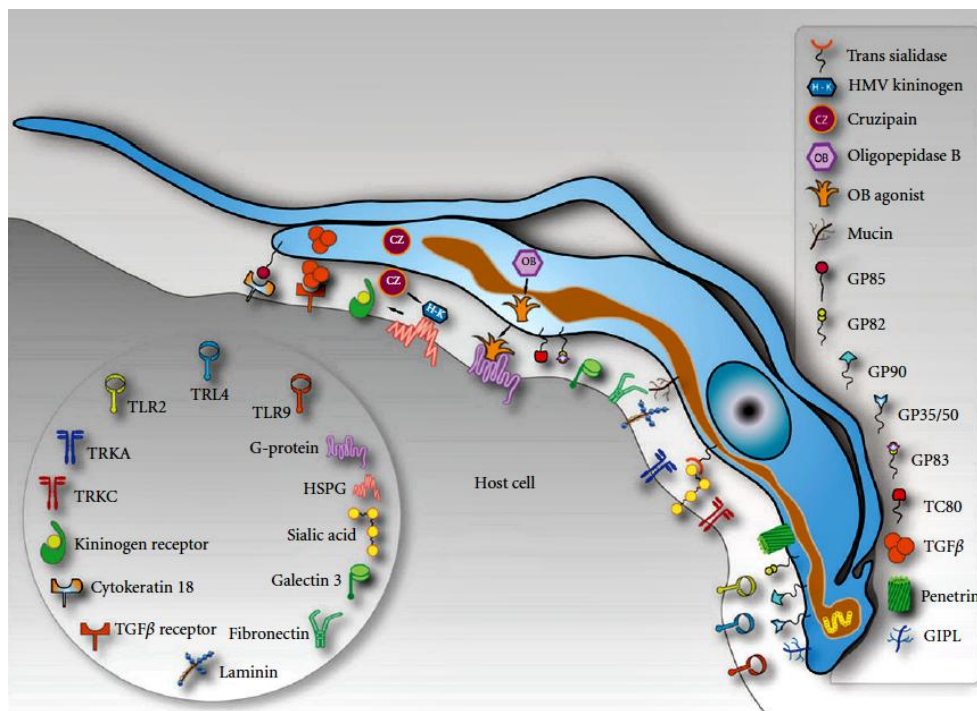 Trans sialidase
H-K
HMV kininogen
CZ
Cruzipain
OB
Oligopepidase B
OB agonist
Mucin
GP85
GP82
GP90
GP35/50
GP83
TC80
TGFβ
Penetrin
GIPL
CZ
OB
CZ
H-K
Host cell
TLR2
TRL4
TLR9
TRKA
G-protein
TRKC
HSPG
Kininogen receptor
Sialic acid
Cytokeratin 18
Galectin 3
TGFβ receptor
Fibronectin
Laminin